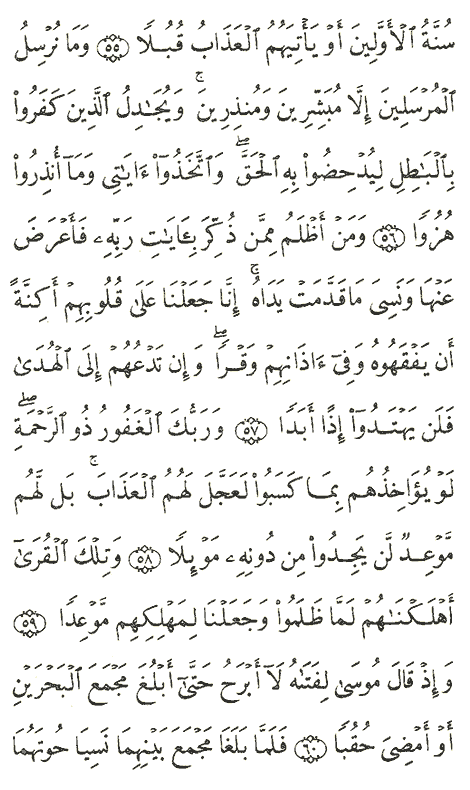 سُنَّةُ ٱلْأَوَّلِينَ أَوْ يَأْتِيَهُمُ ٱلْعَذَابُ قُبُلًا ٥٥ وَمَا نُرْسِلُ
ٱلْمُرْسَلِينَ إِلَّا مُبَشِّرِينَ وَمُنذِرِينَ ۚ وَيُجَٰدِلُ ٱلَّذِينَ كَفَرُوا۟
بِٱلْبَٰطِلِ لِيُدْحِضُوا۟ بِهِ ٱلْحَقَّ ۖ وَٱتَّخَذُوٓا۟ ءَايَٰتِى وَمَآ أُنذِرُوا۟
هُزُوًا ٥٦ وَمَنْ أَظْلَمُ مِمَّن ذُكِّرَ بِـَٔايَٰتِ رَبِّهِۦ فَأَعْرَضَ
عَنْهَا وَنَسِىَ مَا قَدَّمَتْ يَدَاهُ ۚ إِنَّا جَعَلْنَا عَلَىٰ قُلُوبِهِمْ أَكِنَّةً
أَن يَفْقَهُوهُ وَفِىٓ ءَاذَانِهِمْ وَقْرًا ۖ وَإِن تَدْعُهُمْ إِلَى ٱلْهُدَىٰ
فَلَن يَهْتَدُوٓا۟ إِذًا أَبَدًا ٥٧ وَرَبُّكَ ٱلْغَفُورُ ذُو ٱلرَّحْمَةِ ۖ
لَوْ يُؤَاخِذُهُم بِمَا كَسَبُوا۟ لَعَجَّلَ لَهُمُ ٱلْعَذَابَ ۚ بَل لَّهُم
مَّوْعِدٌ لَّن يَجِدُوا۟ مِن دُونِهِۦ مَوْئِلًا ٥٨ وَتِلْكَ ٱلْقُرَىٰٓ
أَهْلَكْنَٰهُمْ لَمَّا ظَلَمُوا۟ وَجَعَلْنَا لِمَهْلِكِهِم مَّوْعِدًا ٥٩
وَإِذْ قَالَ مُوسَىٰ لِفَتَىٰهُ لَآ أَبْرَحُ حَتَّىٰٓ أَبْلُغَ مَجْمَعَ ٱلْبَحْرَيْنِ
أَوْ أَمْضِىَ حُقُبًا ٦٠ فَلَمَّا بَلَغَا مَجْمَعَ بَيْنِهِمَا نَسِيَا حُوتَهُمَا